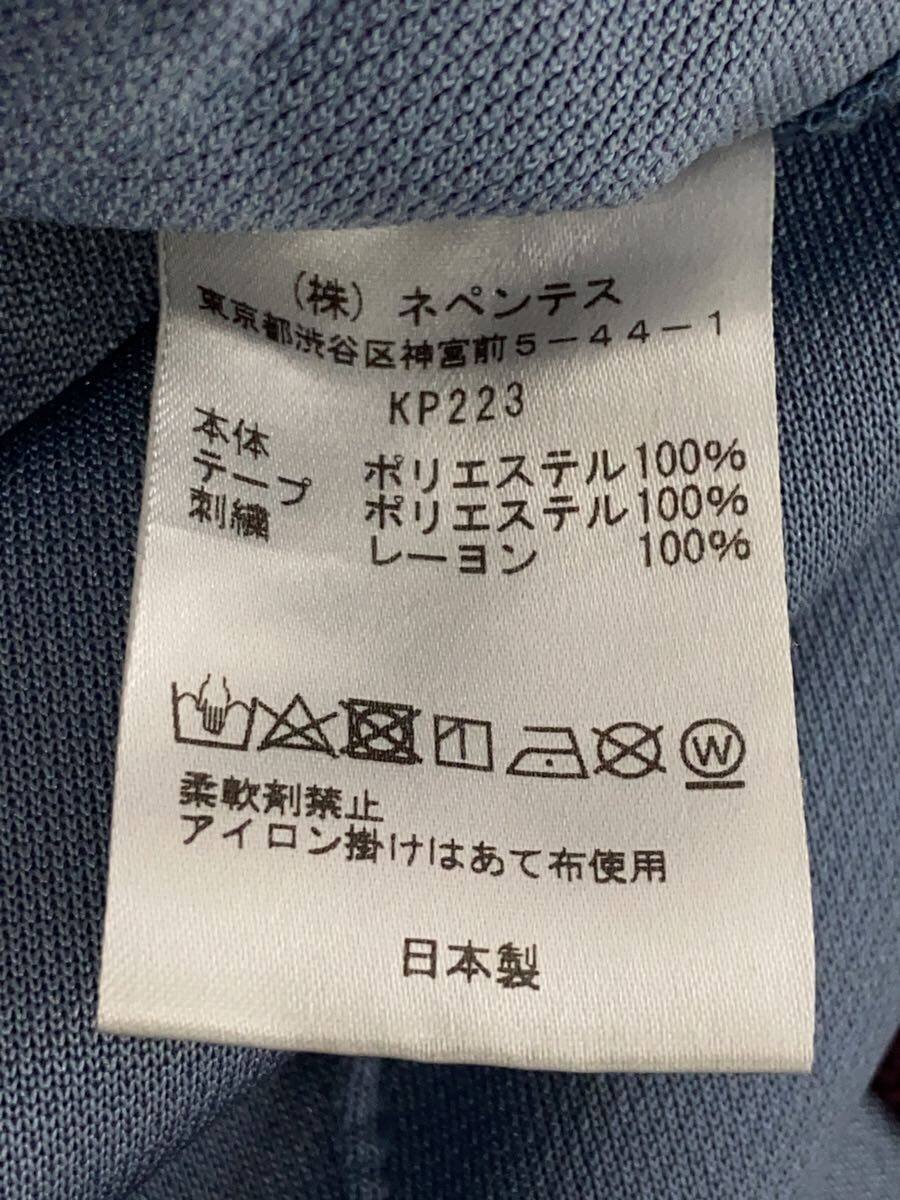 (株) ネペンテス
東京都渋谷区神宮前5-44-1
KP223
本体 ポリエステル100%
テープ ポリエステル100%
刺繍 レーヨン 100%
W
柔軟剤禁止
アイロン掛けはあて布使用
日本製